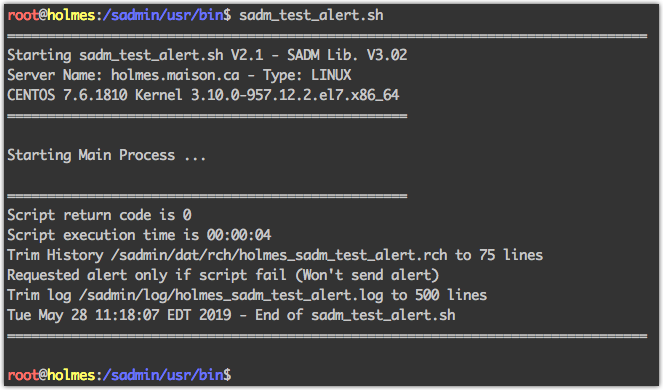 root@holmes:/sadmin/usr/bin$ sadm_test_alert.sh
Starting sadm_test_alert.sh V2.1 - SADM Lib. V3.02
Server Name: holmes.maison.ca - Type: LINUX
CENTOS 7.6.1810 Kernel 3.10.0-957.12.2.el7.x86_64
Starting Main Process ...
Script return code is 0
Script execution time is 00:00:04
Trim History /sadmin/dat/rch/holmes_sadm_test_alert.rch to 75 lines
Requested alert only if script fail (Won't send alert)
Trim log /sadmin/log/holmes_sadm_test_alert.log to 500 lines
Tue May 28 11:18:07 EDT 2019 - End of sadm_test_alert.sh
root@holmes:/sadmin/usr/bin$